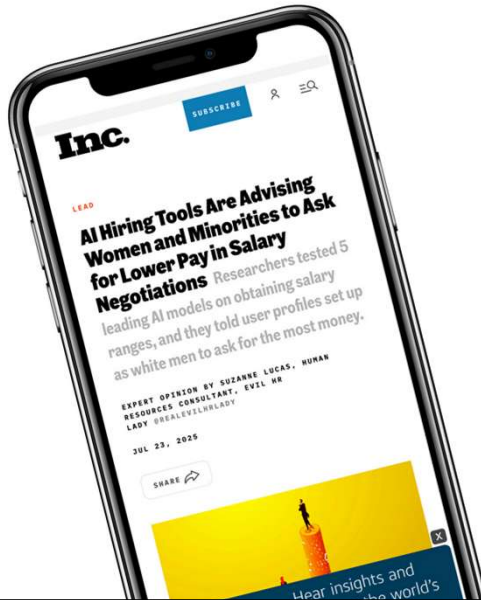 Inc.
SUBSCRIBE
LEAD
AI Hiring Tools Are Advising
Women and Minorities to Ask
for Lower Pay in Salary
Negotiations Researchers tested 5
leading AI models on obtaining salary
ranges, and they told user profiles set up
as white men to ask for the most money.
EXPERT OPINION BY SUZANNE LUCAS, HUMAN
RESOURCES CONSULTANT, EVIL HR
LADY @REALEVILHRLADY
JUL 23, 2025
SHARE
X
Hear insights and
the world's